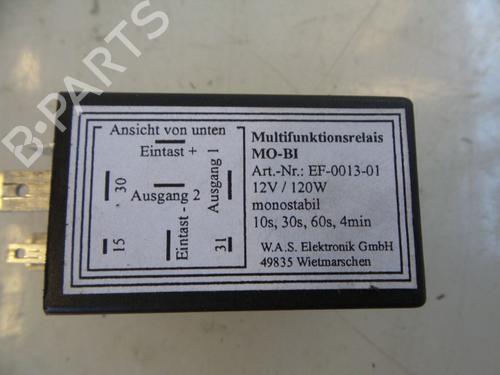 B-Parts
Ansicht von unten
Eintast +
30
Ausgang 2
Ausgang 1
15
Eintast -
31
Multifunktionsrelais
MO-BI
Art.-Nr.: EF-0013-01
12V / 120W
monostabil
10s, 30s, 60s, 4min
W.A.S. Elektronik GmbH
49835 Wietmarschen